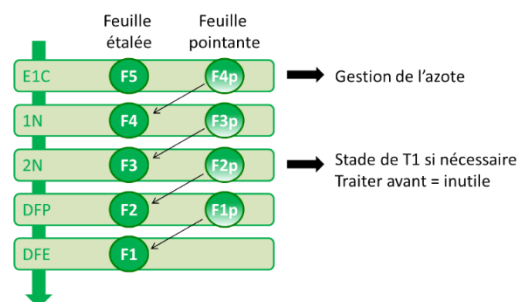 Feuille étalée
Feuille pointante
E1C F5 F4p Gestion de l'azote
1N F4 F3p
2N F3 F2p Stade de T1 si nécessaire
Traiter avant = inutile
DFP F2 F1p
DFE F1